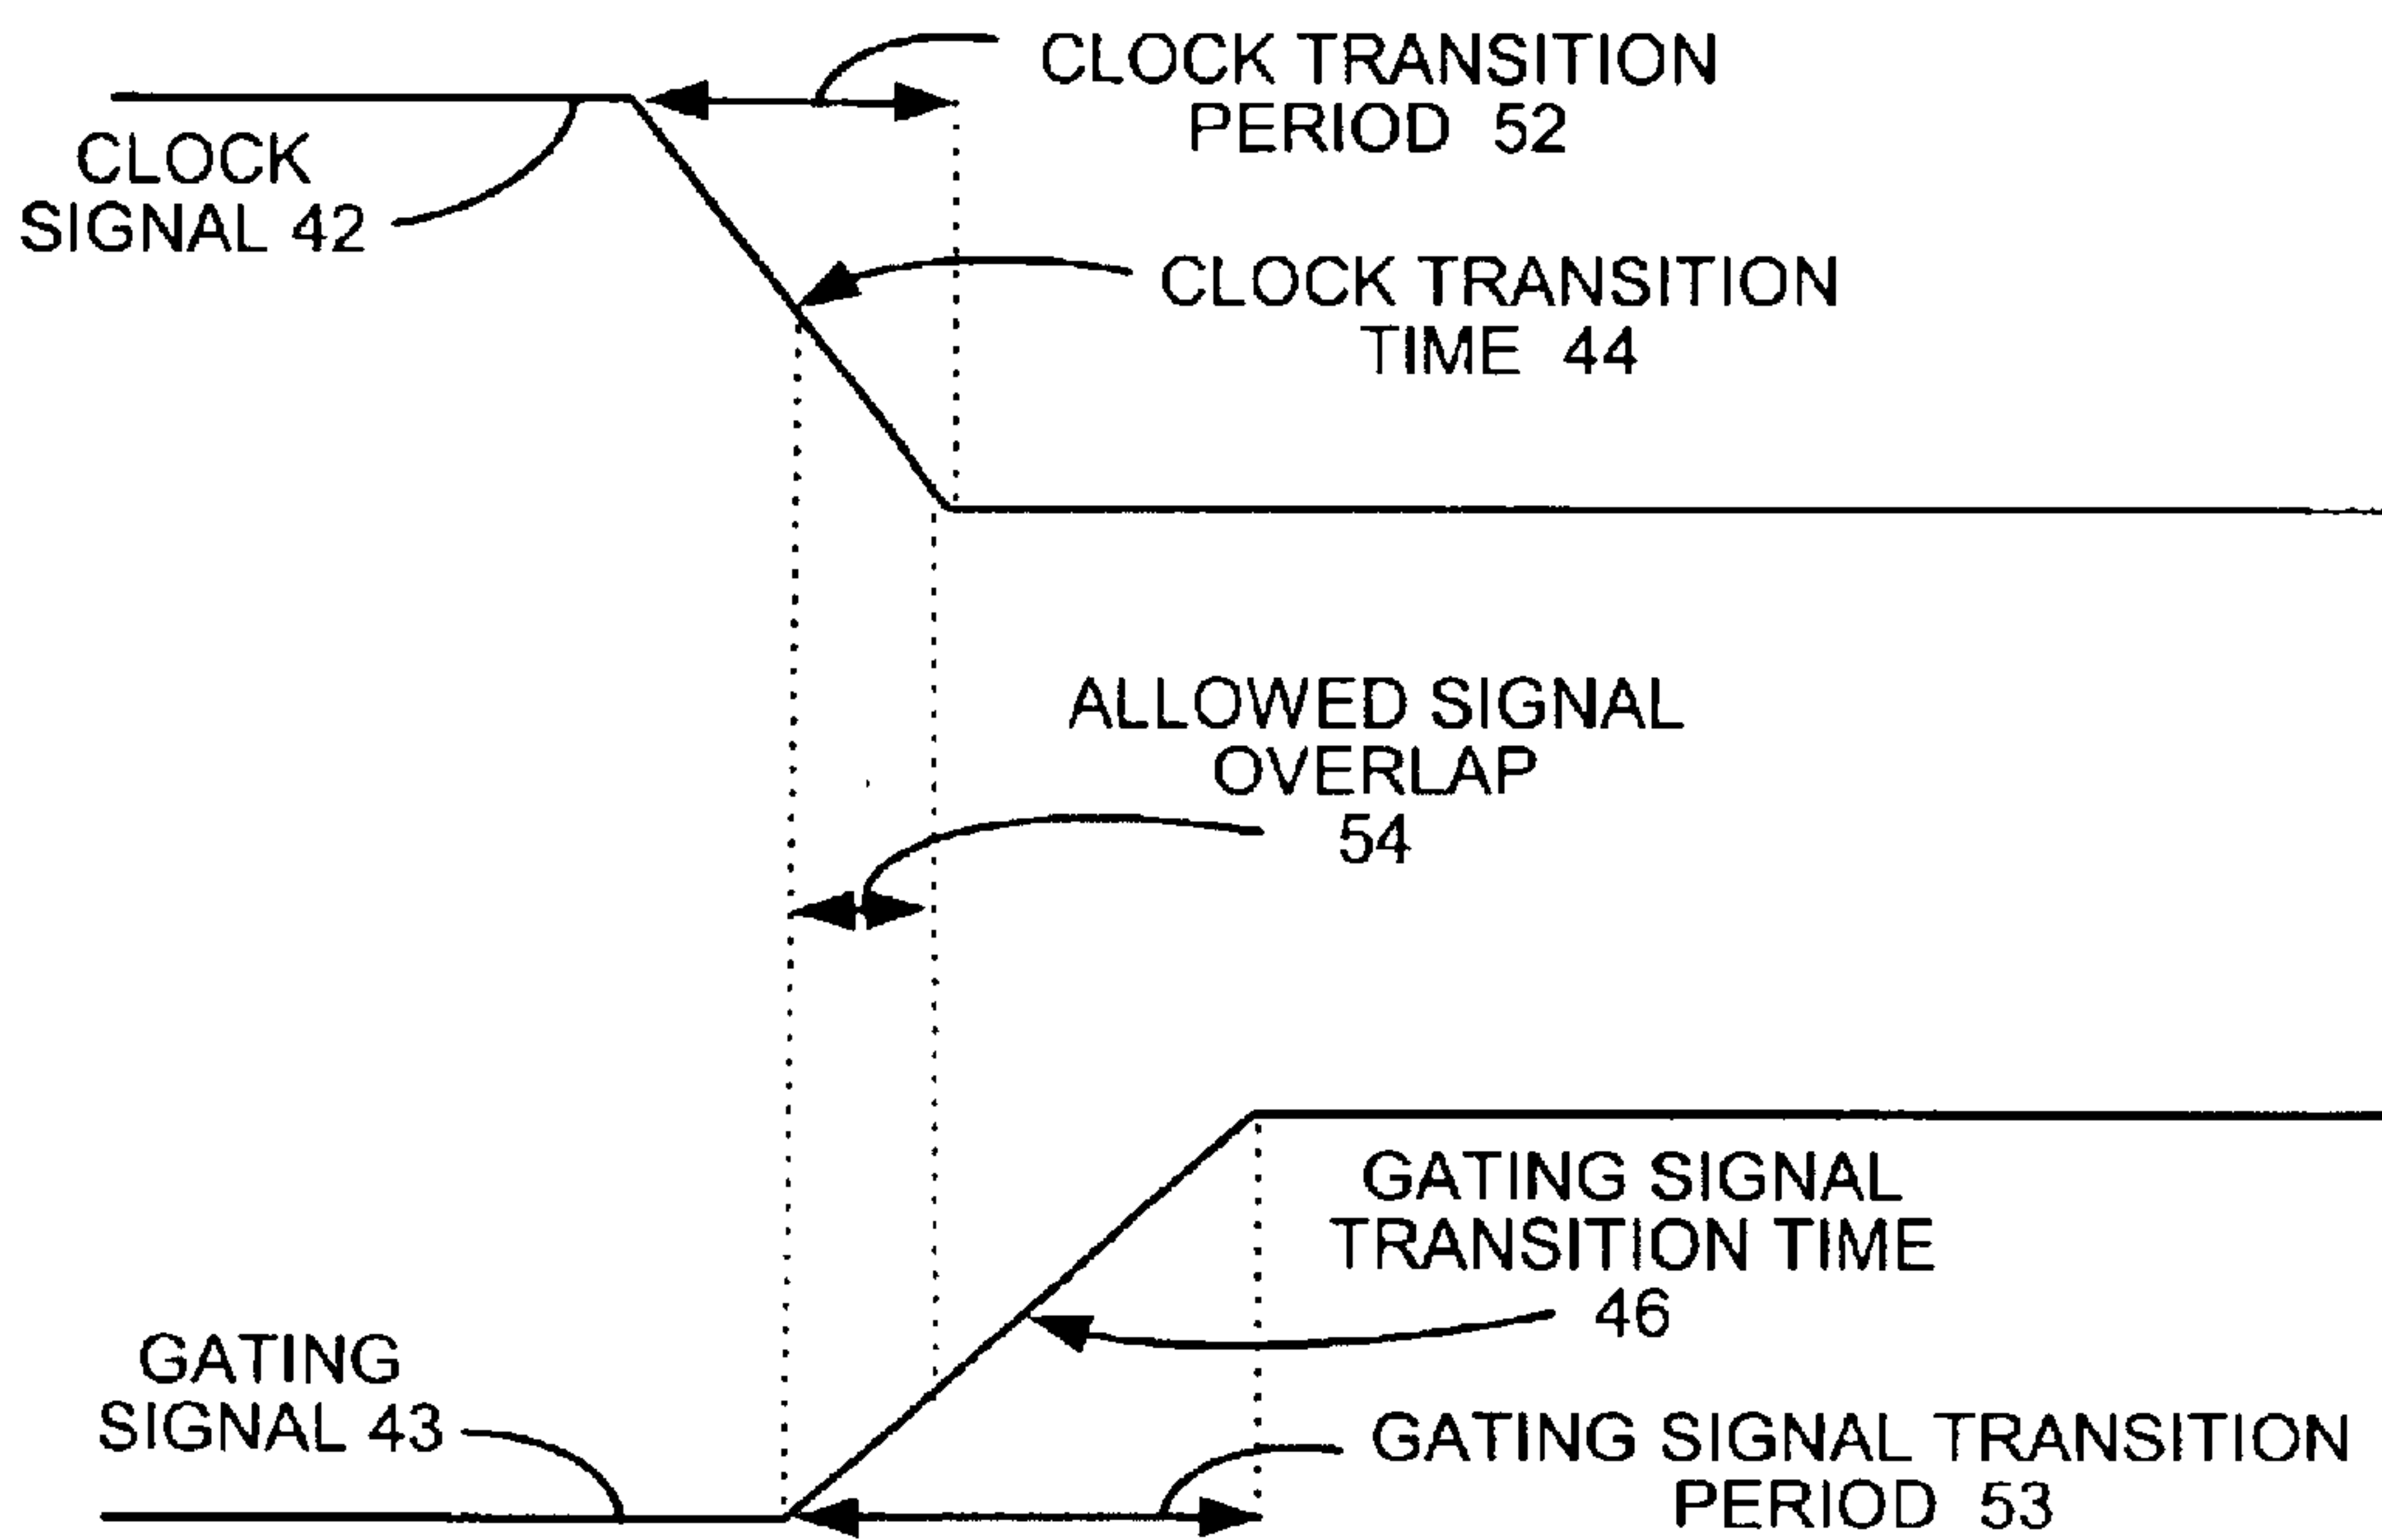 CLOCK TRANSITION
PERIOD 52
CLOCK
SIGNAL 42
CLOCK TRANSITION
TIME 44
ALLOWED SIGNAL
OVERLAP
54
GATING SIGNAL
TRANSITION TIME
46
GATING
SIGNAL 43
GATING SIGNAL TRANSITION
PERIOD 53